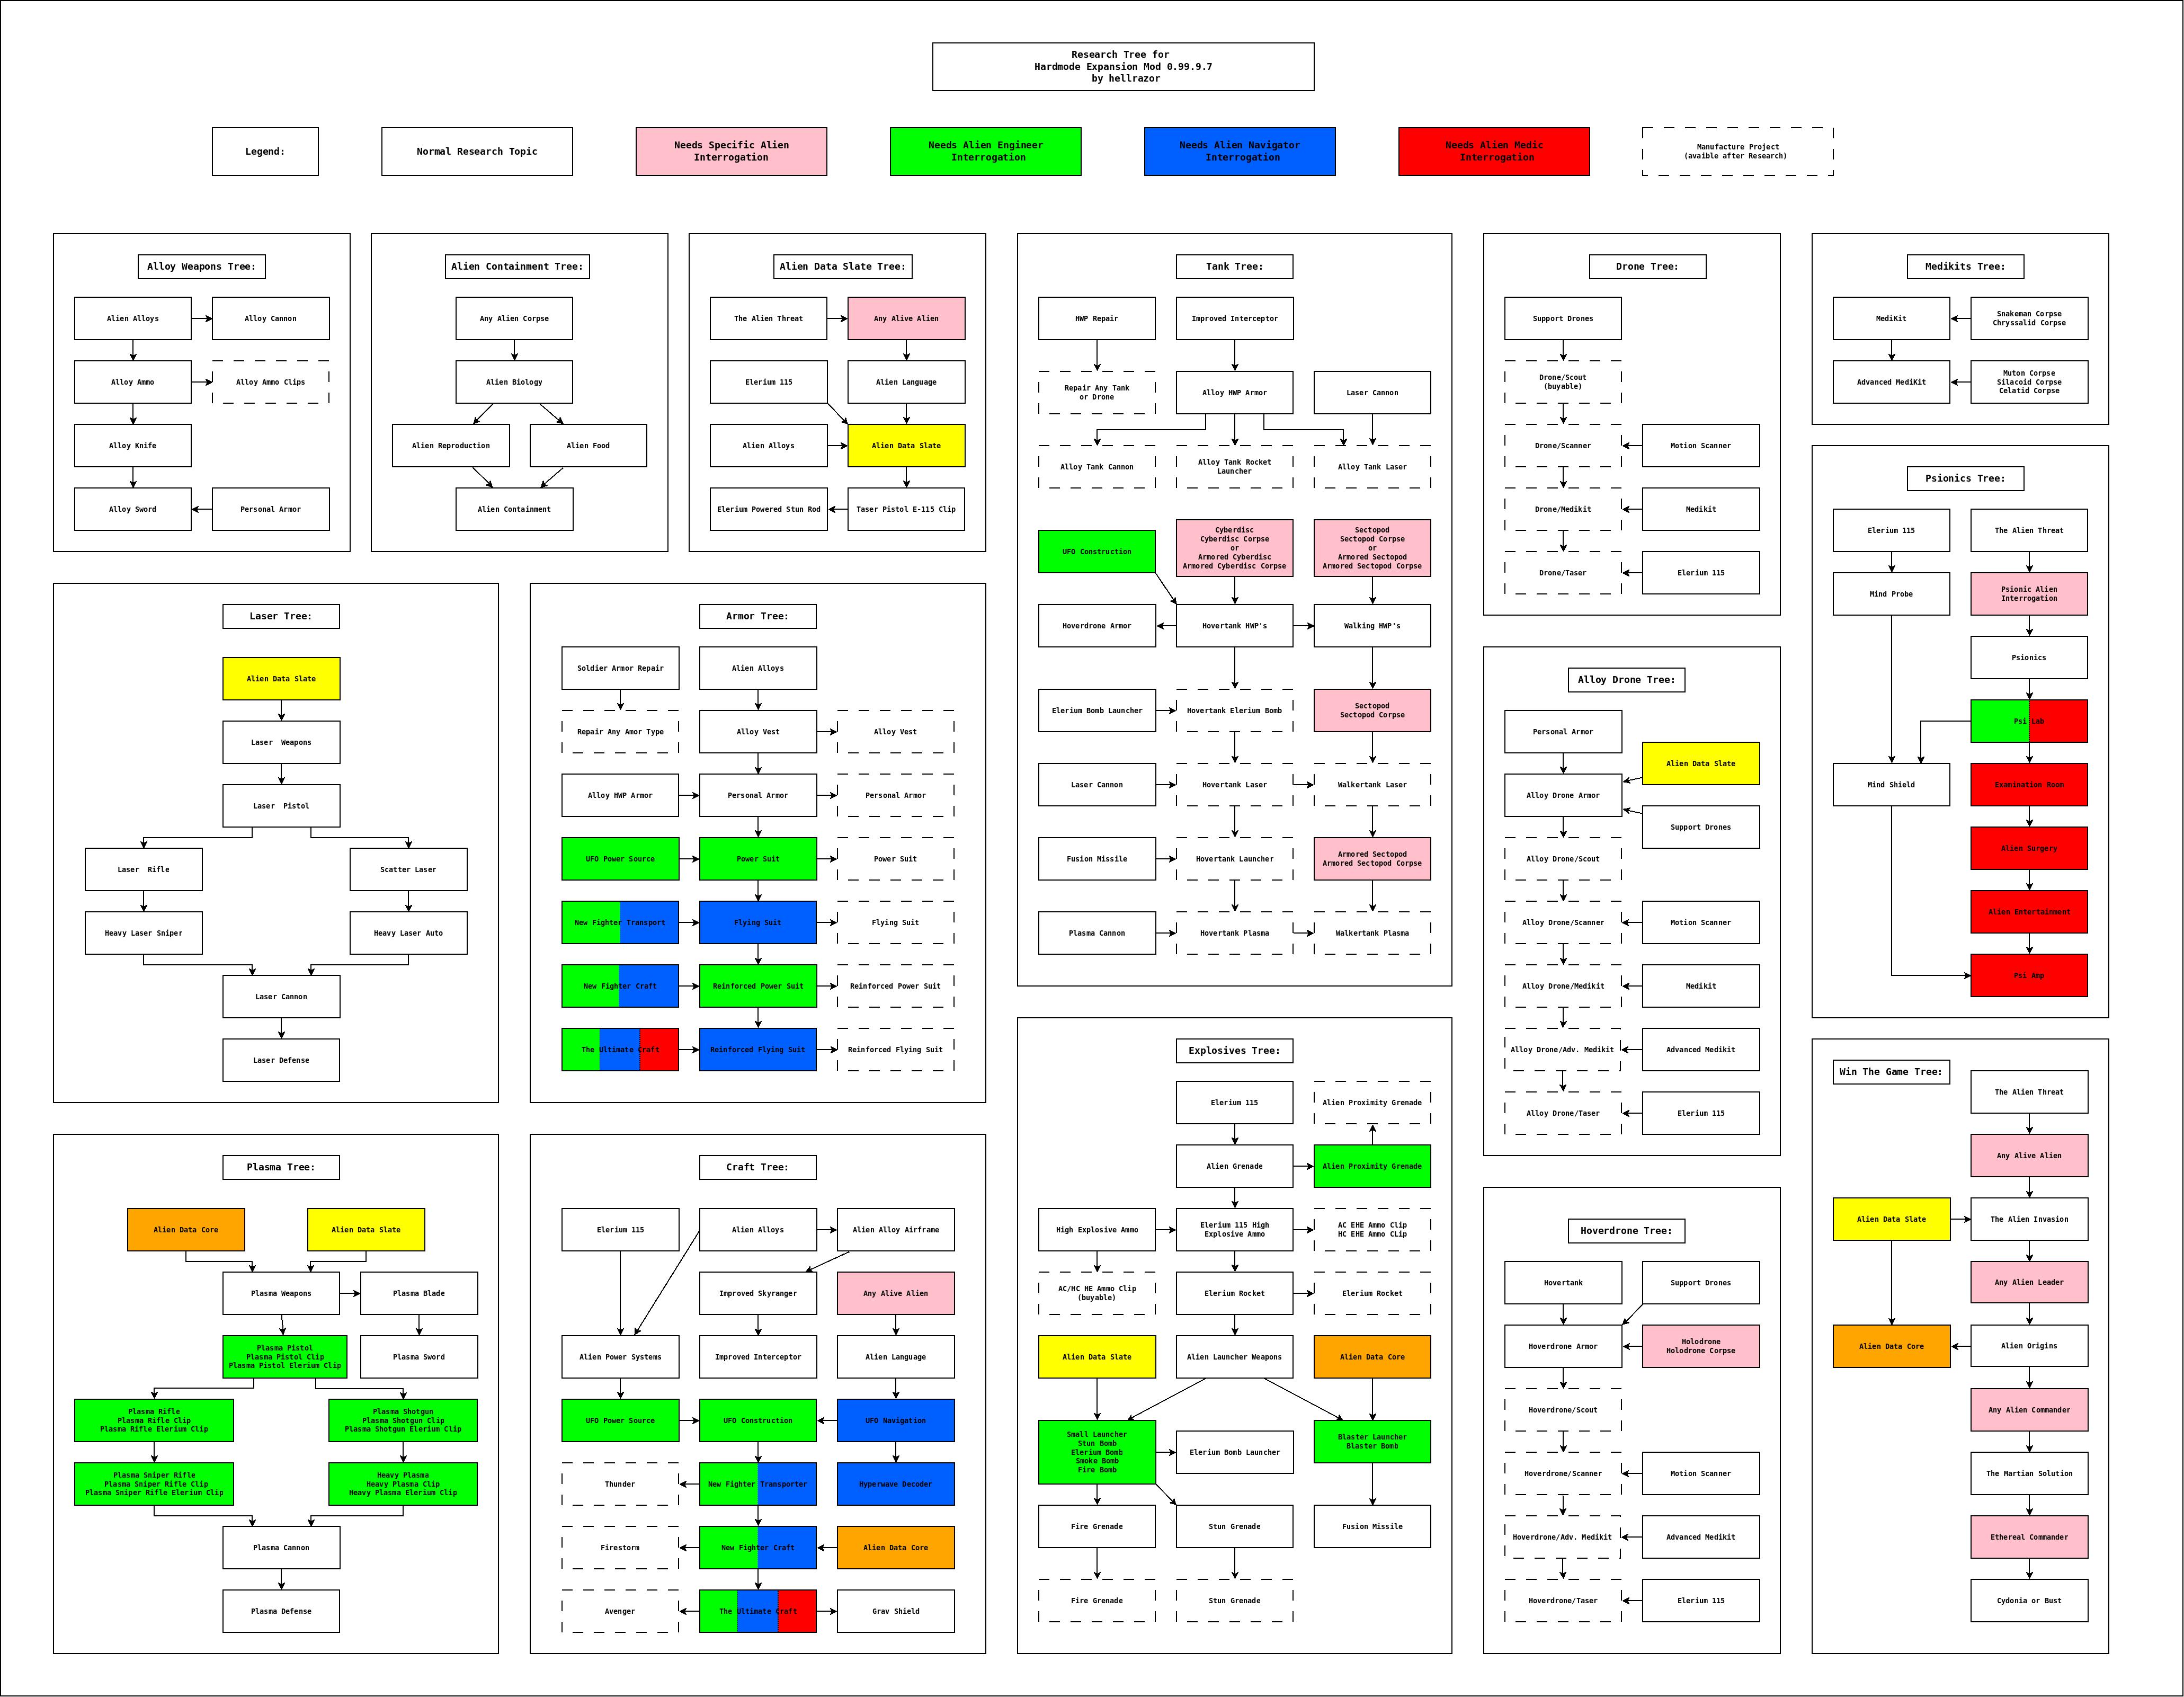 Research Tree for
Hardmode Expansion Mod 0.99.9.7
by hellrazor
Legend:
Normal Research Topic
Needs Specific Alien
Interrogation
Needs Alien Engineer
Interrogation
Needs Alien Navigator
Interrogation
Needs Alien Medic
Interrogation
Manufacture Project
(avaible after Research)
Alloy Weapons Tree:
Alien Alloys
Alloy Cannon
Alloy Ammo
Alloy Ammo Clips
Alloy Knife
Alloy Sword
Personal Armor
Alien Containment Tree:
Any Alien Corpse
Alien Biology
Alien Reproduction
Alien Food
Alien Containment
Alien Data Slate Tree:
The Alien Threat
Any Alive Alien
Elerium 115
Alien Language
Alien Alloys
Alien Data Slate
Elerium Powered Stun Rod
Taser Pistol E-115 Clip
Tank Tree:
HWP Repair
Improved Interceptor
Repair Any Tank
or Drone
Alloy HWP Armor
Laser Cannon
Alloy Tank Cannon
Alloy Tank Rocket
Launcher
Alloy Tank Laser
UFO Construction
Cyberdisc
Cyberdisc Corpse
or
Armored Cyberdisc
Armored Cyberdisc Corpse
Sectopod
Sectopod Corpse
or
Armored Sectopod
Armored Sectopod Corpse
Hoverdrone Armor
Hovertank HWP's
Walking HWP's
Elerium Bomb Launcher
Hovertank Elerium Bomb
Sectopod
Sectopod Corpse
Laser Cannon
Hovertank Laser
Walkertank Laser
Fusion Missile
Hovertank Launcher
Armored Sectopod
Armored Sectopod Corpse
Plasma Cannon
Hovertank Plasma
Walkertank Plasma
Drone Tree:
Support Drones
Drone/Scout
(buyable)
Drone/Scanner
Motion Scanner
Drone/Medikit
Medikit
Drone/Taser
Elerium 115
Medikits Tree:
MediKit
Snakeman Corpse
Chryssalid Corpse
Advanced MediKit
Muton Corpse
Silacoid Corpse
Celatid Corpse
Psionics Tree:
Elerium 115
The Alien Threat
Mind Probe
Psionic Alien
Interrogation
Psionics
Psi Lab
Mind Shield
Examination Room
Alien Surgery
Alien Entertainment
Psi Amp
Laser Tree:
Alien Data Slate
Laser  Weapons
Laser  Pistol
Laser  Rifle
Scatter Laser
Heavy Laser Sniper
Heavy Laser Auto
Laser Cannon
Laser Defense
Armor Tree:
Soldier Armor Repair
Alien Alloys
Repair Any Amor Type
Alloy Vest
Alloy Vest
Alloy HWP Armor
Personal Armor
Personal Armor
UFO Power Source
Power Suit
Power Suit
New Fighter Transport
Flying Suit
Flying Suit
New Fighter Craft
Reinforced Power Suit
Reinforced Power Suit
The Ultimate Craft
Reinforced Flying Suit
Reinforced Flying Suit
Alloy Drone Tree:
Personal Armor
Alien Data Slate
Alloy Drone Armor
Support Drones
Alloy Drone/Scout
Alloy Drone/Scanner
Motion Scanner
Alloy Drone/Medikit
Medikit
Alloy Drone/Adv. Medikit
Advanced Medikit
Alloy Drone/Taser
Elerium 115
Plasma Tree:
Alien Data Core
Alien Data Slate
Plasma Weapons
Plasma Blade
Plasma Pistol
Plasma Pistol Clip
Plasma Pistol Elerium Clip
Plasma Sword
Plasma Rifle
Plasma Rifle Clip
Plasma Rifle Elerium Clip
Plasma Shotgun
Plasma Shotgun Clip
Plasma Shotgun Elerium Clip
Plasma Sniper Rifle
Plasma Sniper Rifle Clip
Plasma Sniper Rifle Elerium Clip
Heavy Plasma
Heavy Plasma Clip
Heavy Plasma Elerium Clip
Plasma Cannon
Plasma Defense
Craft Tree:
Elerium 115
Alien Alloys
Alien Alloy Airframe
Improved Skyranger
Any Alive Alien
Alien Power Systems
Improved Interceptor
Alien Language
UFO Power Source
UFO Construction
UFO Navigation
Thunder
New Fighter Transporter
Hyperwave Decoder
Firestorm
New Fighter Craft
Alien Data Core
Avenger
The Ultimate Craft
Grav Shield
Explosives Tree:
Elerium 115
Alien Proximity Grenade
Alien Grenade
Alien Proximity Grenade
High Explosive Ammo
Elerium 115 High
Explosive Ammo
AC EHE Ammo Clip
HC EHE Ammo CLip
AC/HC HE Ammo Clip
(buyable)
Elerium Rocket
Elerium Rocket
Alien Data Slate
Alien Launcher Weapons
Alien Data Core
Small Launcher
Stun Bomb
Elerium Bomb
Smoke Bomb
Fire Bomb
Elerium Bomb Launcher
Blaster Launcher
Blaster Bomb
Fire Grenade
Stun Grenade
Fusion Missile
Fire Grenade
Stun Grenade
Hoverdrone Tree:
Hovertank
Support Drones
Hoverdrone Armor
Holodrone
Holodrone Corpse
Hoverdrone/Scout
Hoverdrone/Scanner
Motion Scanner
Hoverdrone/Adv. Medikit
Advanced Medikit
Hoverdrone/Taser
Elerium 115
Win The Game Tree:
The Alien Threat
Any Alive Alien
Alien Data Slate
The Alien Invasion
Any Alien Leader
Alien Data Core
Alien Origins
Any Alien Commander
The Martian Solution
Ethereal Commander
Cydonia or Bust